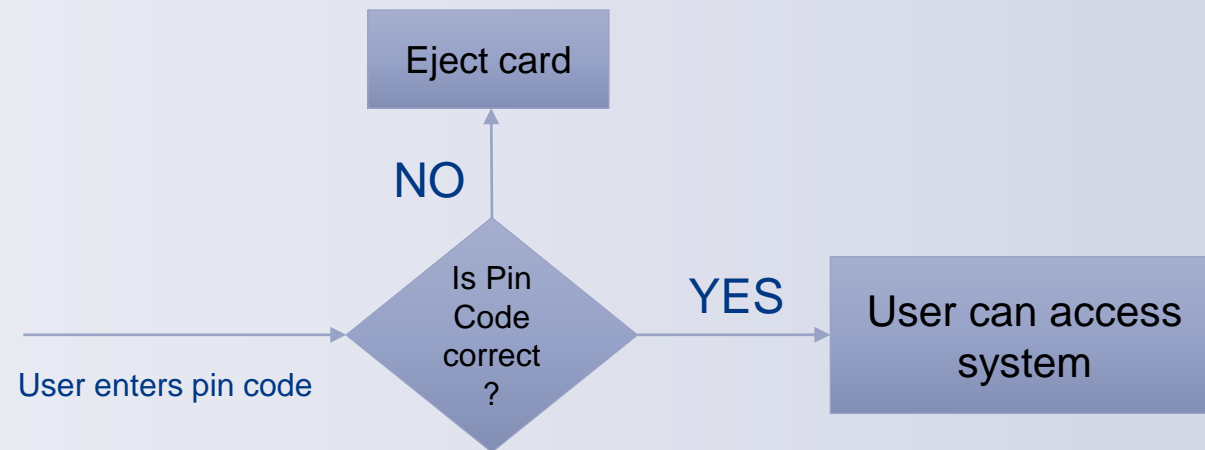 Eject card
NO
Is Pin
Code
correct
?
YES
User can access
system
User enters pin code